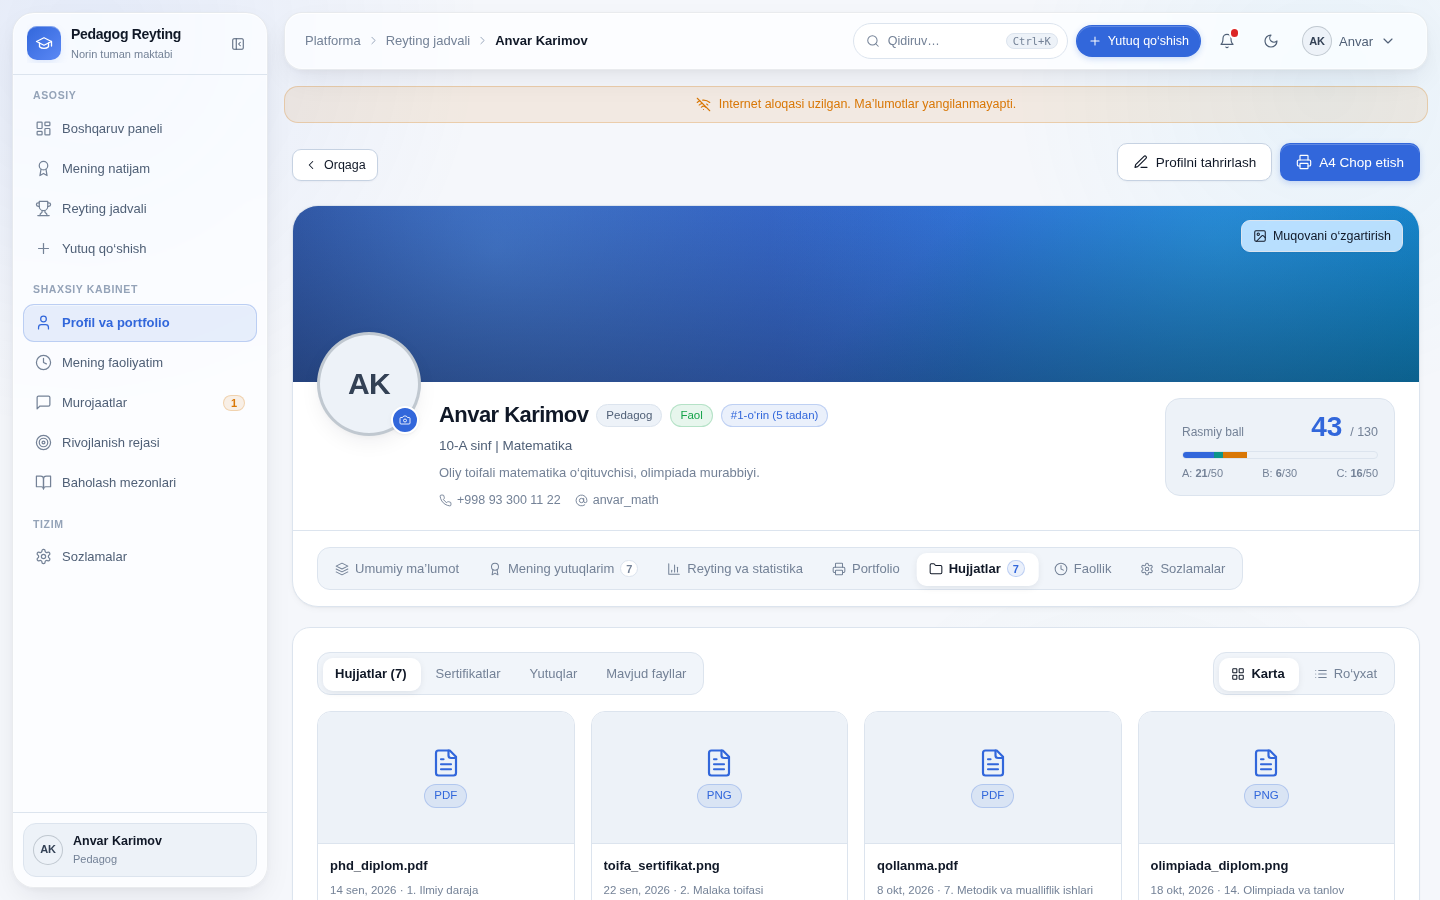 Pedagog Reyting
Norin tuman maktabi
ASOSIY
Boshqaruv paneli
Mening natijam
Reyting jadvali
Yutuq qo‘shish
SHAXSIY KABINET
Profil va portfolio
Mening faoliyatim
Murojaatlar 1
Rivojlanish rejasi
Baholash mezonlari
TIZIM
Sozlamalar
AK Anvar Karimov
Pedagog
Platforma > Reyting jadvali > Anvar Karimov
Qidiruv… Ctrl+K
Yutuq qo‘shish
AK Anvar
Internet aloqasi uzilgan. Ma’lumotlar yangilanmayapti.
Orqaga
Profilni tahrirlash
A4 Chop etish
Muqovani o‘zgartirish
AK
Anvar Karimov Pedagog Faol #1-o‘rin (5 tadan)
10-A sinf | Matematika
Oliy toifali matematika o‘qituvchisi, olimpiada murabbiyi.
+998 93 300 11 22 anvar_math
Rasmiy ball 43 / 130
A: 21/50 B: 6/30 C: 16/50
Umumiy ma’lumot Mening yutuqlarim 7 Reyting va statistika Portfolio Hujjatlar 7 Faollik Sozlamalar
Hujjatlar (7) Sertifikatlar Yutuqlar Mavjud fayllar
Karta Ro‘yxat
PDF
phd_diplom.pdf
14 sen, 2026 · 1. Ilmiy daraja
PNG
toifa_sertifikat.png
22 sen, 2026 · 2. Malaka toifasi
PDF
qollanma.pdf
8 okt, 2026 · 7. Metodik va mualliflik ishlari
PNG
olimpiada_diplom.png
18 okt, 2026 · 14. Olimpiada va tanlov